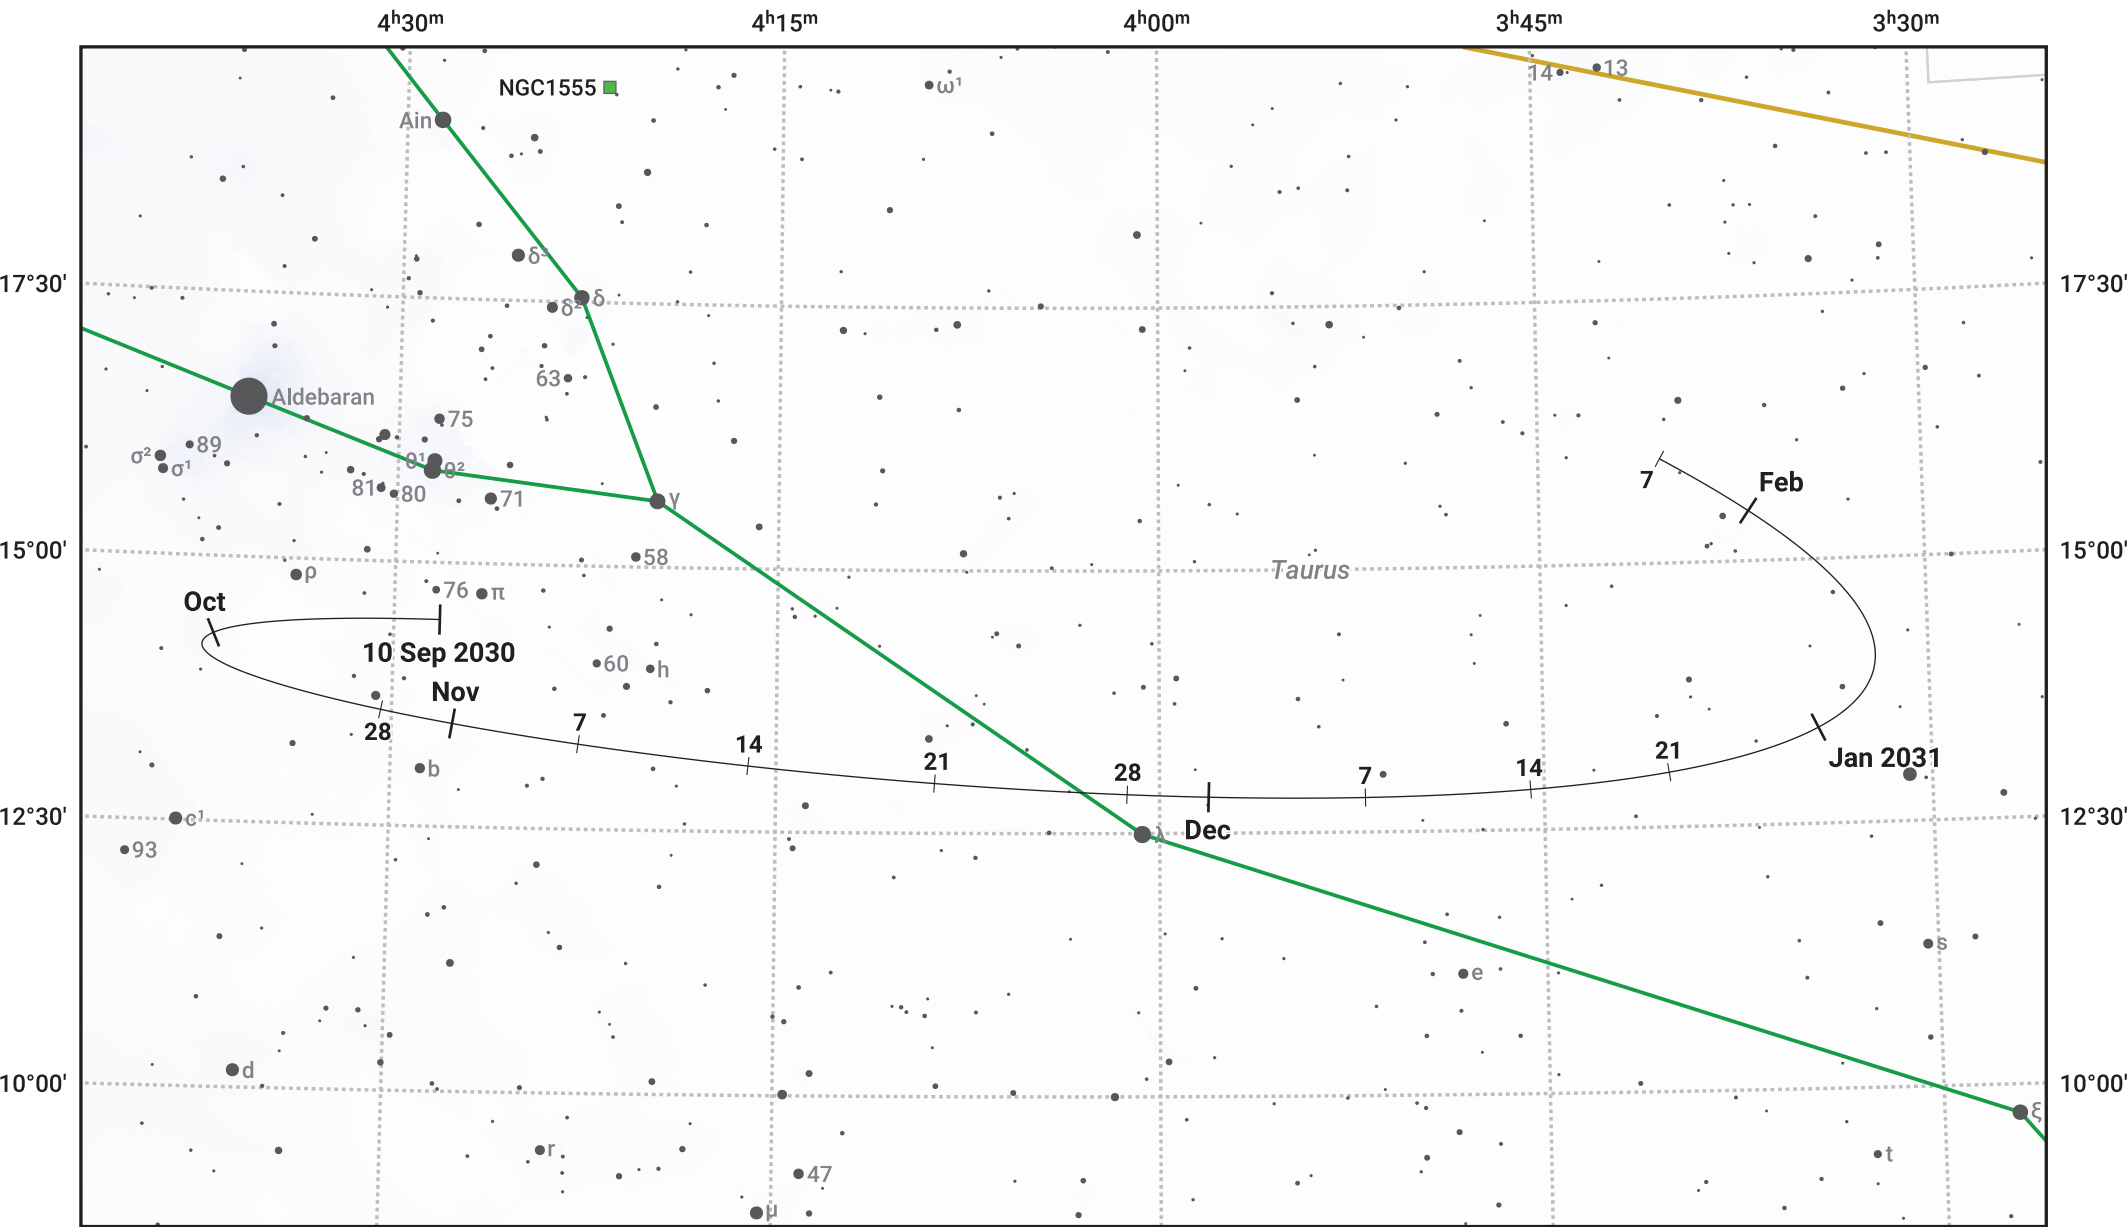 4ʰ30ᵐ
4ʰ15ᵐ
4ʰ00ᵐ
3ʰ45ᵐ
3ʰ30ᵐ
14
13
NGC1555
ω¹
Ain
δ³
17°30'
17°30'
δ
δ²
63
Aldebaran
75
89
σ²
σ¹
θ¹
θ²
7
Feb
81
80
71
γ
15°00'
15°00'
58
Taurus
ρ
76
π
Oct
10 Sep 2030
60
h
Nov
28
7
14
21
28
7
14
21
Jan 2031
b
12°30'
12°30'
c¹
λ
Dec
93
s
e
d
10°00'
10°00'
ξ
r
t
47
μ